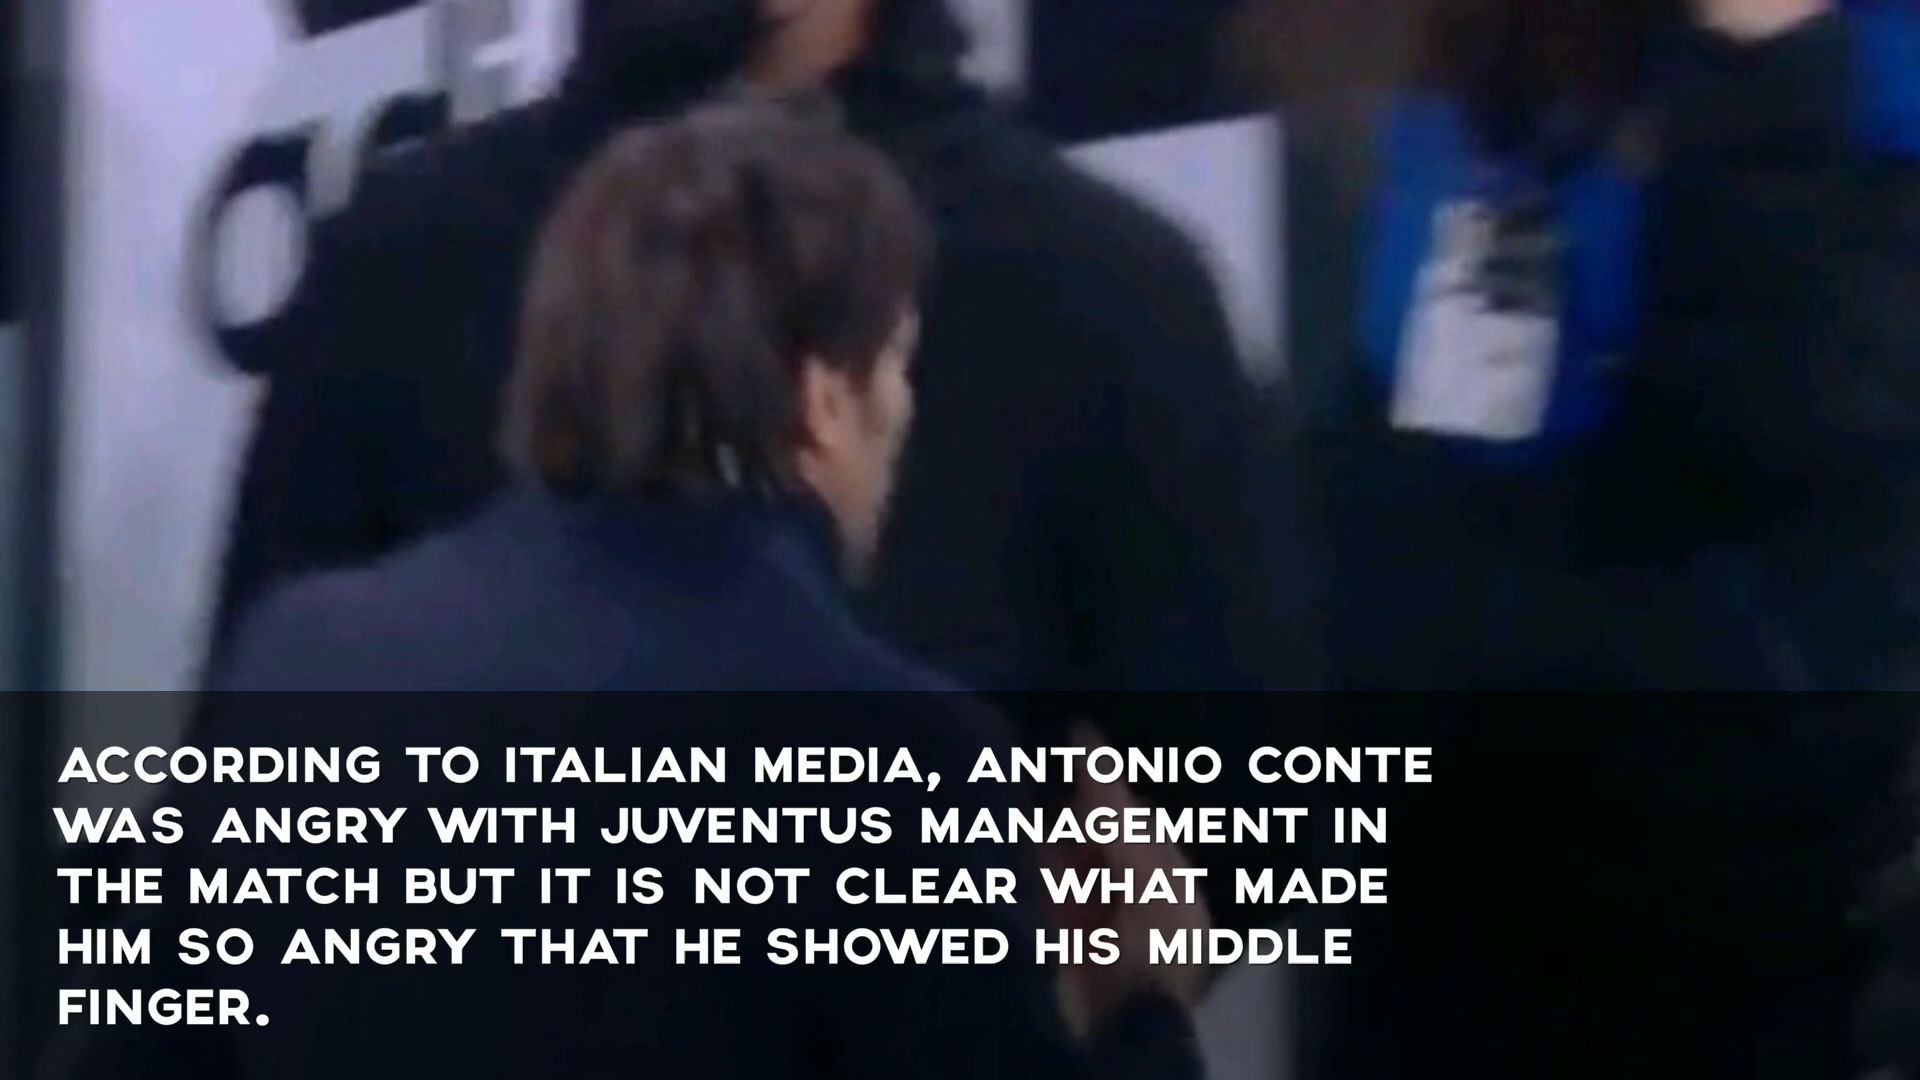 ACCORDING TO ITALIAN MEDIA, ANTONIO CONTE
WAS ANGRY WITH JUVENTUS MANAGEMENT IN
THE MATCH BUT IT IS NOT CLEAR WHAT MADE
HIM SO ANGRY THAT HE SHOWED HIS MIDDLE
FINGER.